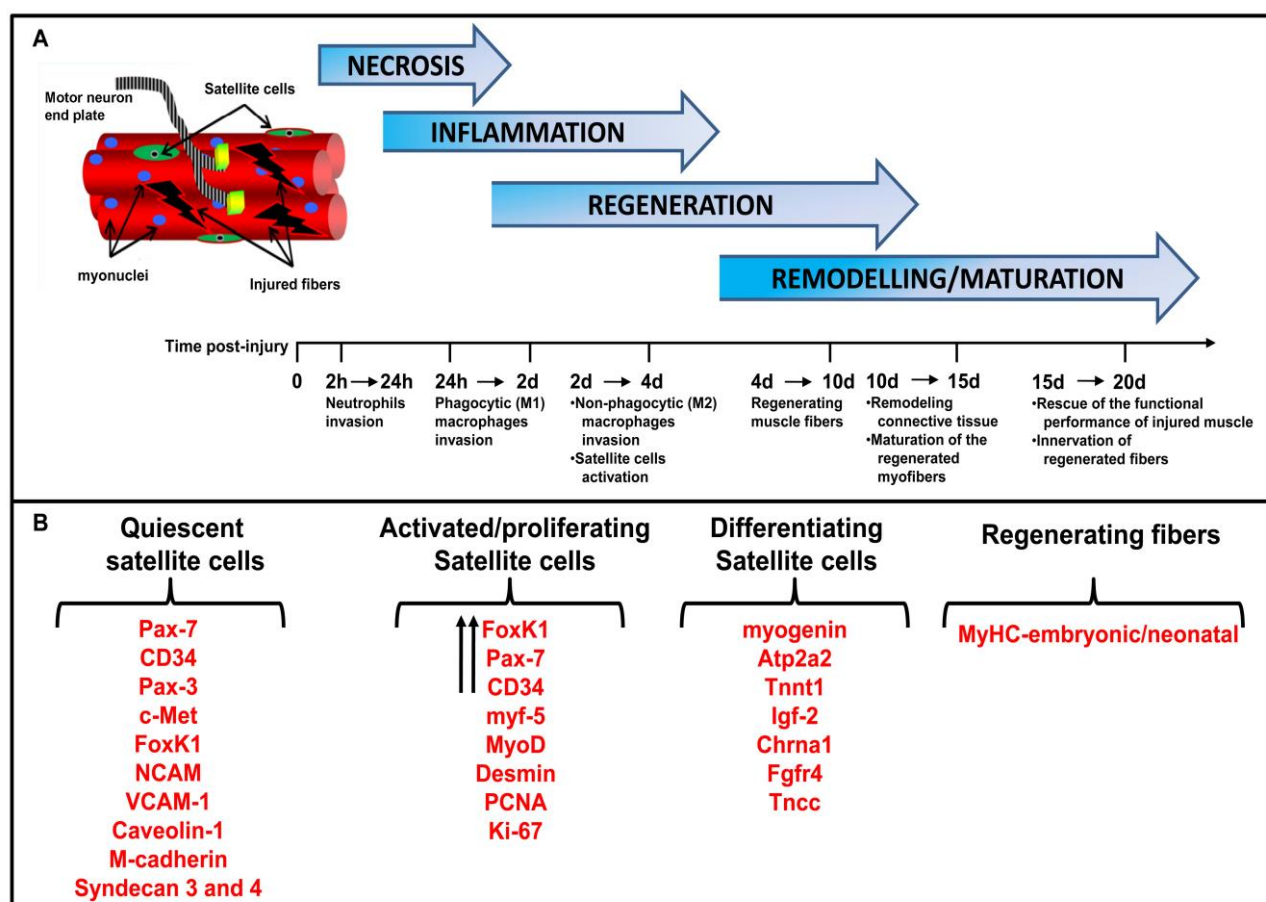 A
NECROSIS
Satellite cells
Motor neuron
end plate
INFLAMMATION
REGENERATION
myonuclei
Injured fibers
REMODELLING/MATURATION
Time post-injury
0
2h → 24h
Neutrophils
invasion
24h → 2d
Phagocytic (M1)
macrophages
invasion
2d → 4d
•Non-phagocytic (M2)
macrophages
invasion
•Satellite cells
activation
4d → 10d
Regenerating
muscle fibers
10d → 15d
•Remodeling
connective tissue
•Maturation of the
regenerated
myofibers
15d → 20d
•Rescue of the functional
performance of injured muscle
•Innervation of
regenerated fibers
B
Quiescent
satellite cells
Pax-7
CD34
Pax-3
c-Met
FoxK1
NCAM
VCAM-1
Caveolin-1
M-cadherin
Syndecan 3 and 4
Activated/proliferating
Satellite cells
FoxK1
Pax-7
CD34
myf-5
MyoD
Desmin
PCNA
Ki-67
Differentiating
Satellite cells
myogenin
Atp2a2
Tnnt1
Igf-2
Chrna1
Fgfr4
Tncc
Regenerating fibers
MyHC-embryonic/neonatal